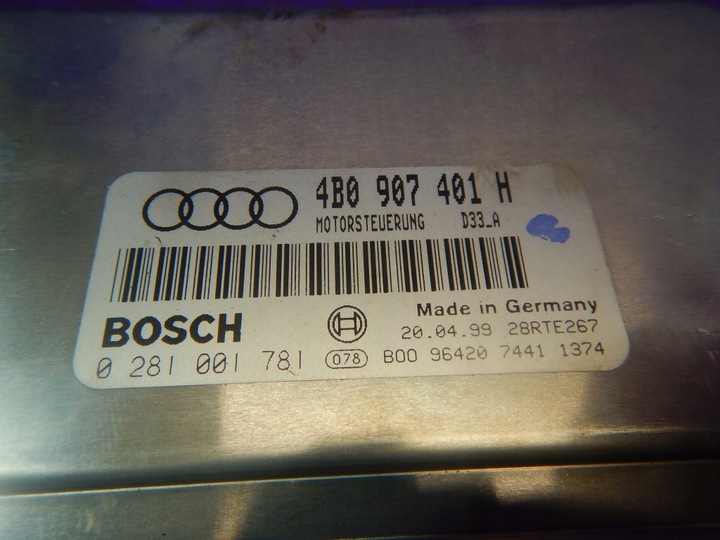 4B0 907 401 H
MOTORSTEUERUNG D33_A
BOSCH
Made in Germany
20.04.99 28RTE267
0 281 001 781 078 B00 96420 7441 1374